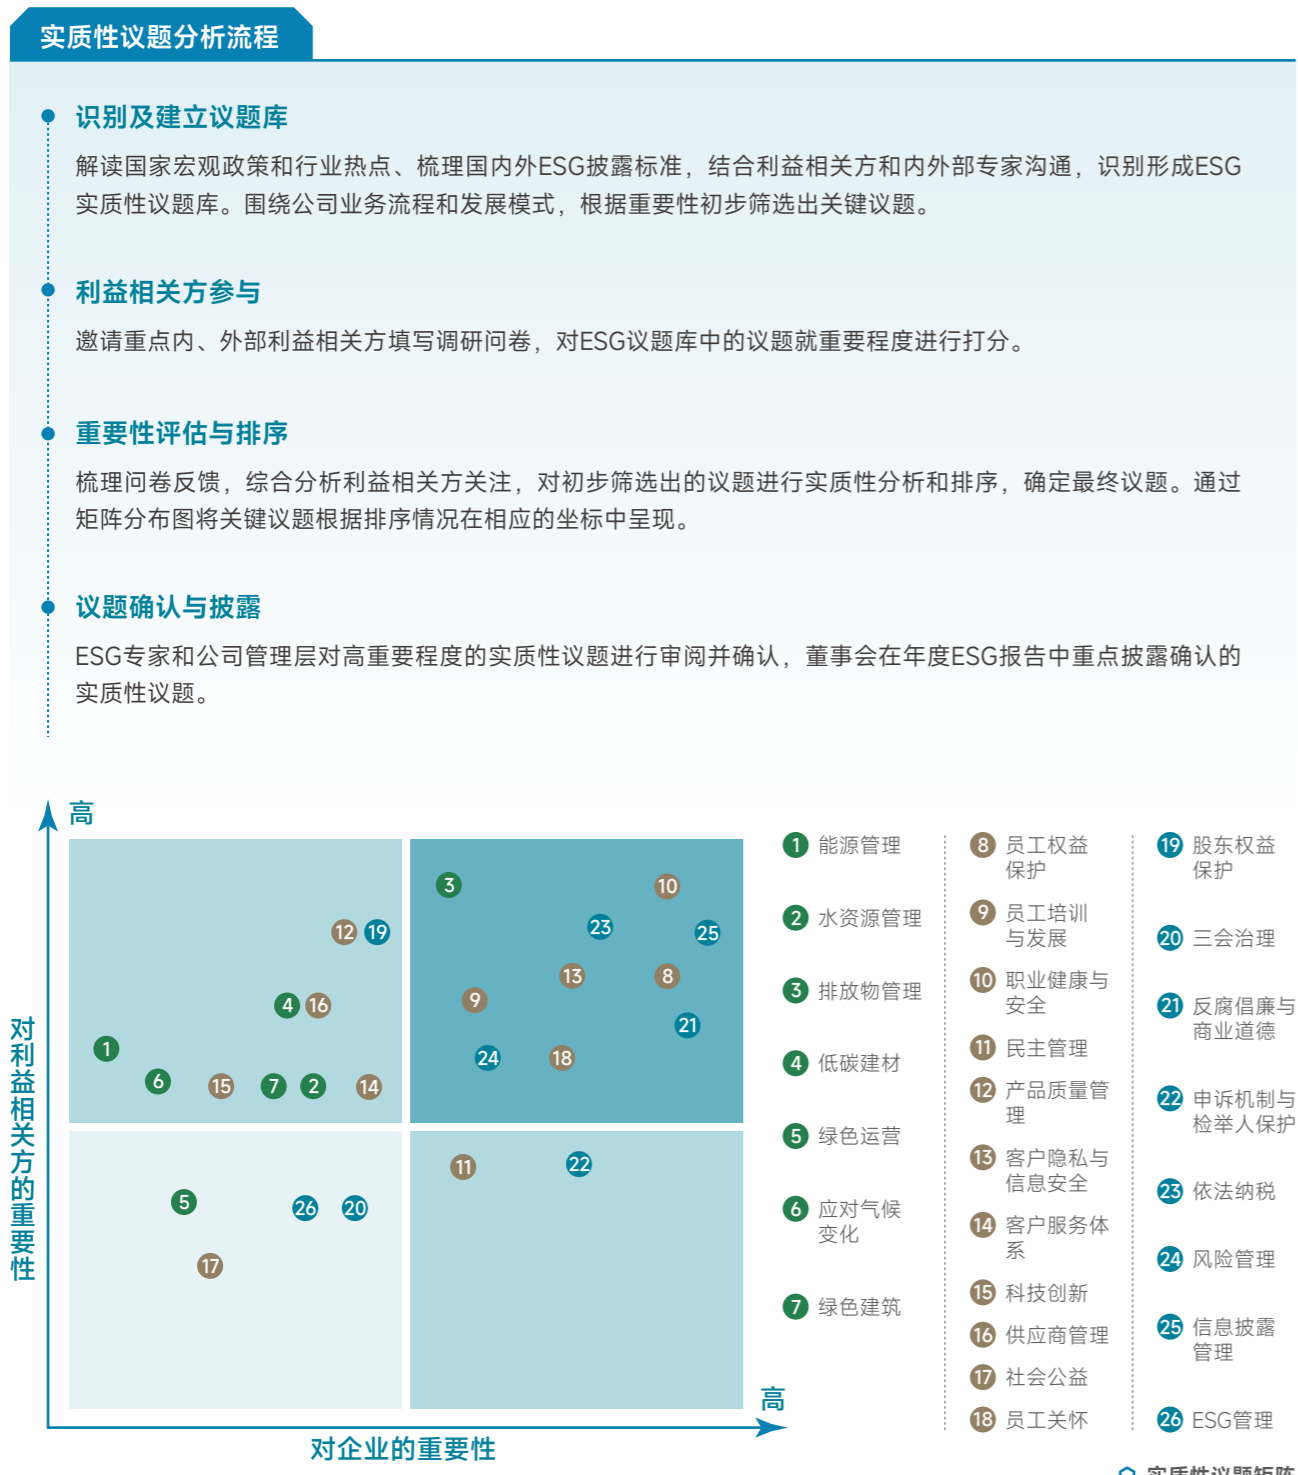 实质性议题分析流程
识别及建立议题库
解读国家宏观政策和行业热点、梳理国内外ESG披露标准，结合利益相关方和内外部专家沟通，识别形成ESG
实质性议题库。围绕公司业务流程和发展模式，根据重要性初步筛选出关键议题。
利益相关方参与
邀请重点内、外部利益相关方填写调研问卷，对ESG议题库中的议题就重要程度进行打分。
重要性评估与排序
梳理问卷反馈，综合分析利益相关方关注，对初步筛选出的议题进行实质性分析和排序，确定最终议题。通过
矩阵分布图将关键议题根据排序情况在相应的坐标中呈现。
议题确认与披露
ESG专家和公司管理层对高重要程度的实质性议题进行审阅并确认，董事会在年度ESG报告中重点披露确认的
实质性议题。
高
对利益相关方的重要性
3
10
12 19
23
25
13
8
9
4 16
21
1
24
18
6
15
7
2
14
11
22
5
26
20
17
高
对企业的重要性
1 能源管理
2 水资源管理
3 排放物管理
4 低碳建材
5 绿色运营
6 应对气候
变化
7 绿色建筑
8 员工权益
保护
9 员工培训
与发展
10 职业健康与
安全
11 民主管理
12 产品质量管
理
13 客户隐私与
信息安全
14 客户服务体
系
15 科技创新
16 供应商管理
17 社会公益
18 员工关怀
19 股东权益
保护
20 三会治理
21 反腐倡廉与
商业道德
22 申诉机制与
检举人保护
23 依法纳税
24 风险管理
25 信息披露
管理
26 ESG管理
实质性议题矩阵